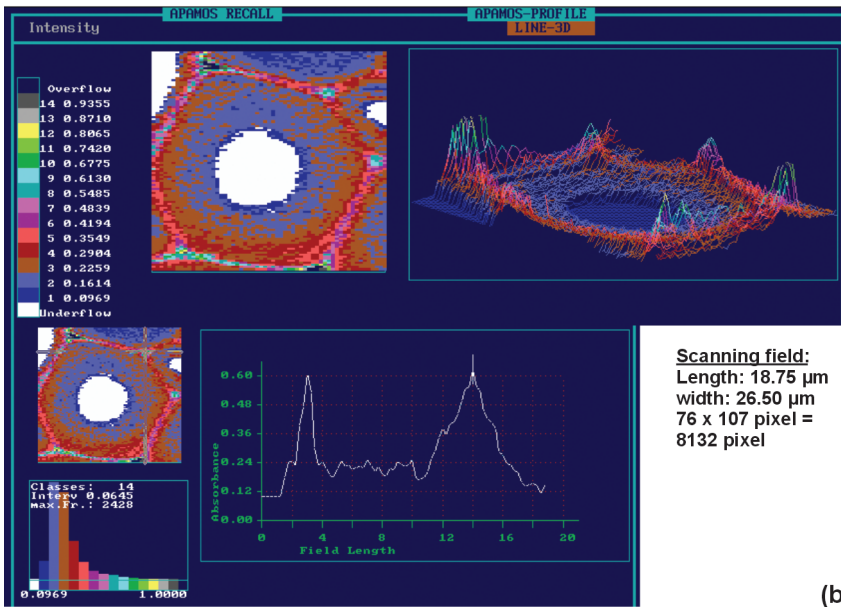 APAMOS RECALL
APAMOS-PROFILE
Intensity
LINE-3D
Overflow
14 0.9355
13 0.8710
12 0.8065
11 0.7420
10 0.6775
9 0.6130
8 0.5485
7 0.4839
6 0.4194
5 0.3549
4 0.2904
3 0.2259
2 0.1614
1 0.0969
Underflow
Scanning field:
Length: 18.75 µm
width: 26.50 µm
76 x 107 pixel =
8132 pixel
0.60
0.48
0.36
0.24
0.12
0.00
Absorbance
0 4 8 12 16 20
Field Length
Classes: 14
Interv 0.0645
max.Fr.: 2428
0.0969 1.0000
(b